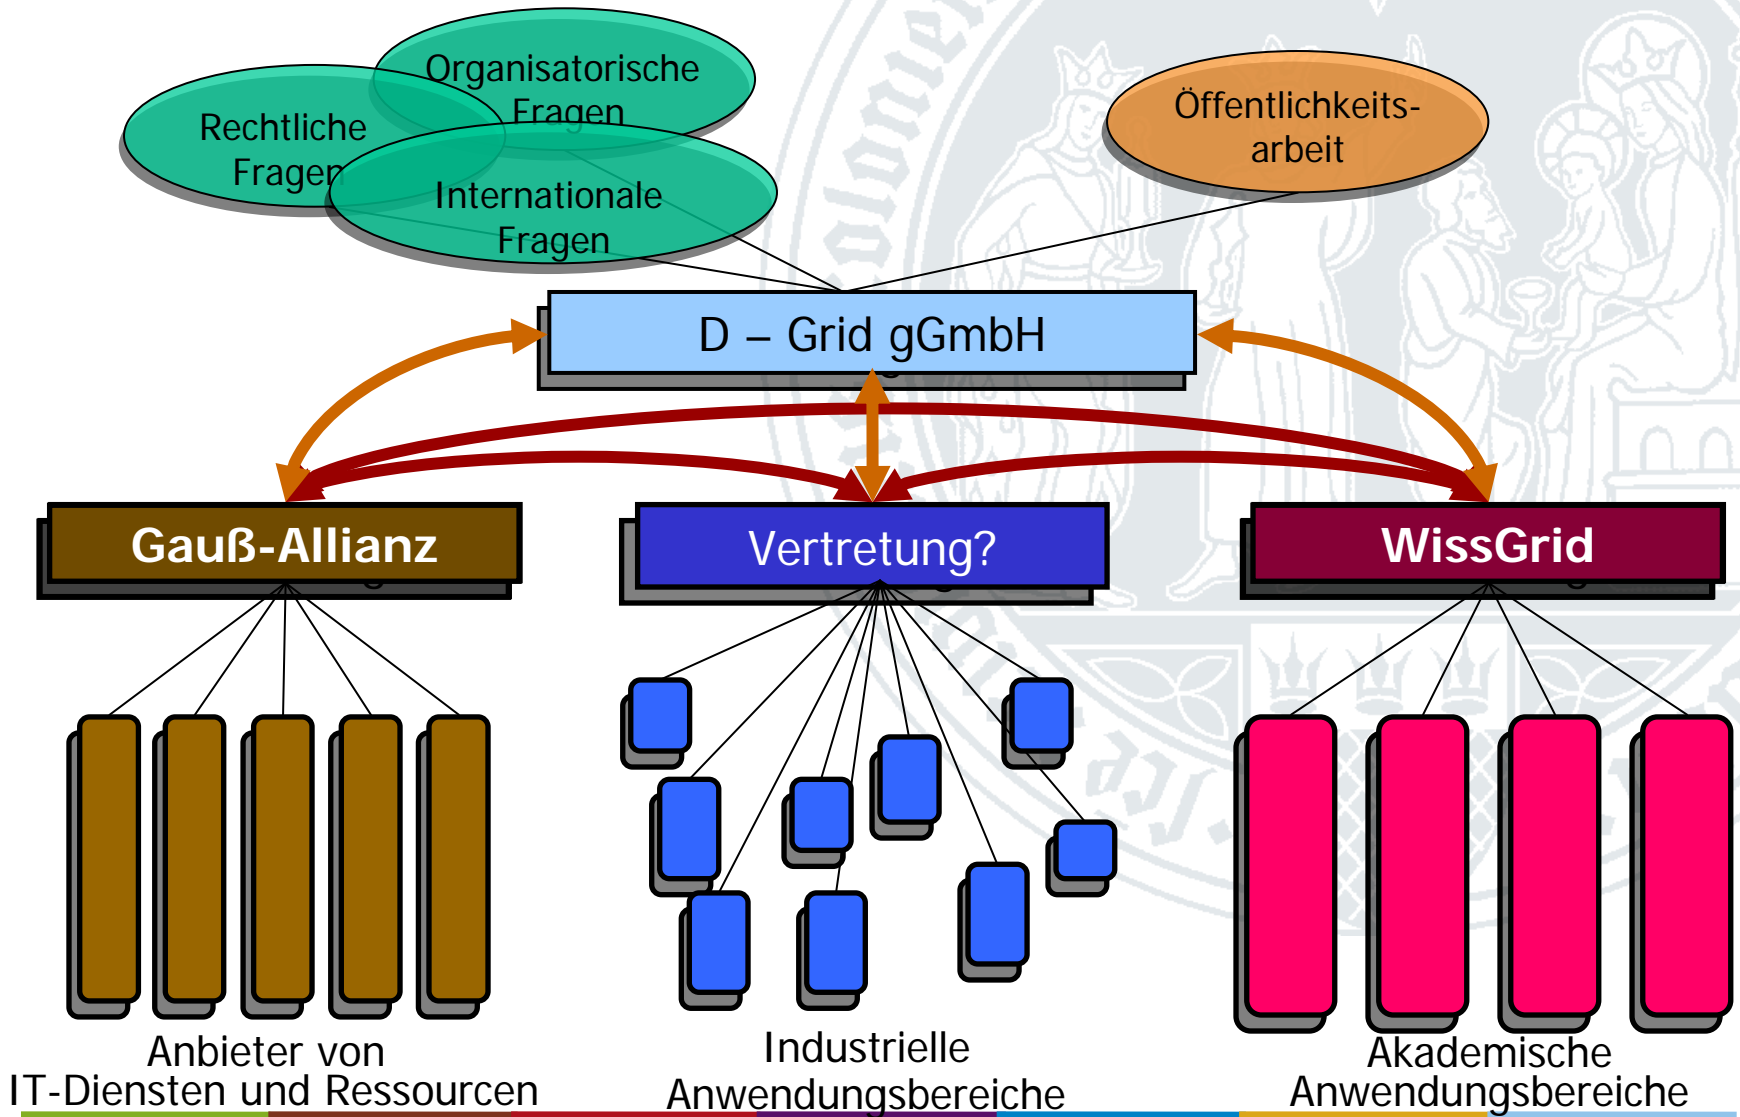 Organisatorische
Fragen
Rechtliche
Fragen
Internationale
Fragen
Öffentlichkeits-
arbeit
D – Grid gGmbH
Gauß-Allianz
Vertretung?
WissGrid
Anbieter von
IT-Diensten und Ressourcen
Industrielle
Anwendungsbereiche
Akademische
Anwendungsbereiche